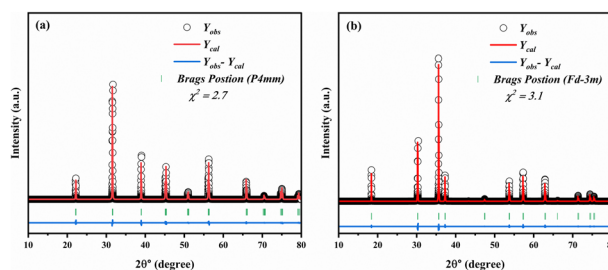 (a)
Y_obs
Y_cal
Y_obs- Y_cal
Brags Postion (P4mm)
χ² = 2.7
Intensity (a.u.)
10 20 30 40 50 60 70 80
2θ° (degree)
(b)
Y_obs
Y_cal
Y_obs- Y_cal
Brags Postion (Fd-3m)
χ² = 3.1
Intensity (a.u.)
10 20 30 40 50 60 70 80
2θ° (degree)